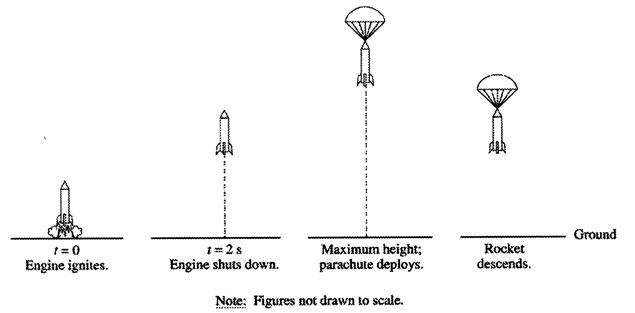 t = 0
Engine ignites.
t = 2 s
Engine shuts down.
Maximum height;
parachute deploys.
Rocket
descends.
Ground
Note: Figures not drawn to scale.